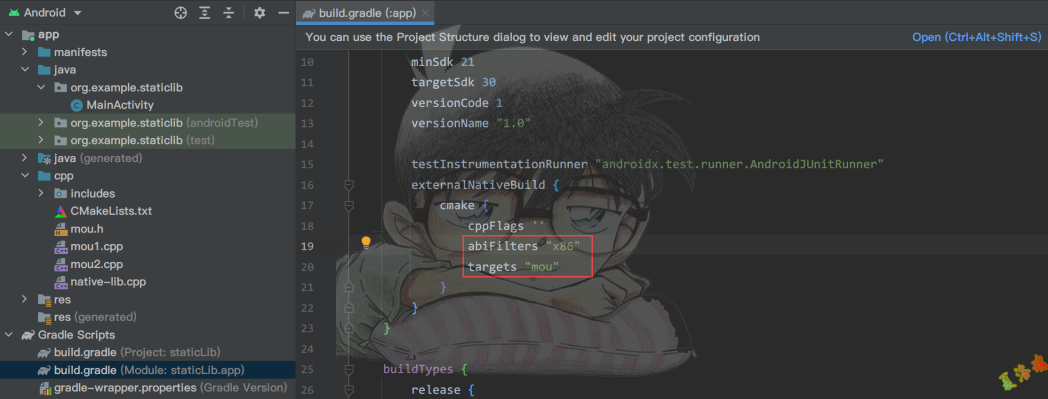 Android
build.gradle (:app)
You can use the Project Structure dialog to view and edit your project configuration
Open (Ctrl+Alt+Shift+S)
app
manifests
java
org.example.staticlib
MainActivity
org.example.staticlib (androidTest)
org.example.staticlib (test)
java (generated)
cpp
includes
CMakeLists.txt
mou.h
mou1.cpp
mou2.cpp
native-lib.cpp
res
res (generated)
Gradle Scripts
build.gradle (Project: staticLib)
build.gradle (Module: staticLib.app)
gradle-wrapper.properties (Gradle Version)
10 minSdk 21
11 targetSdk 30
12 versionCode 1
13 versionName "1.0"
14
15 testInstrumentationRunner "androidx.test.runner.AndroidJUnitRunner"
16 externalNativeBuild {
17 cmake {
18 cppFlags ''
19 abiFilters "x86"
20 targets "mou"
21 }
22 }
23 }
24
25 buildTypes {
26 release {